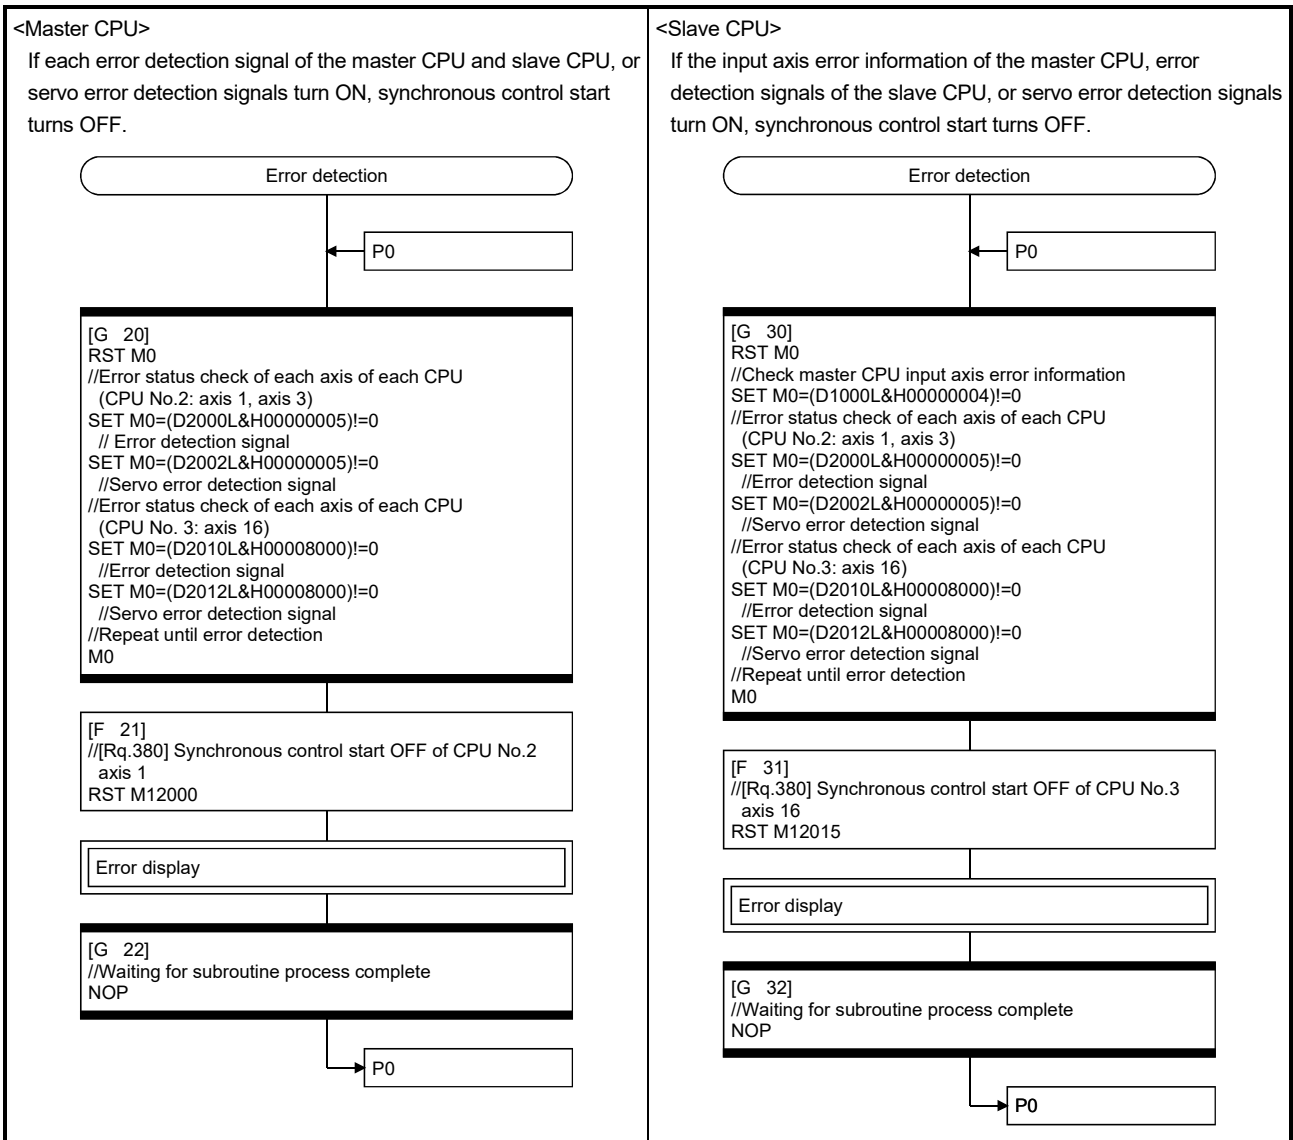 <Master CPU>
If each error detection signal of the master CPU and slave CPU, or
servo error detection signals turn ON, synchronous control start
turns OFF.
Error detection
P0
[G   20]
RST M0
//Error status check of each axis of each CPU
(CPU No.2: axis 1, axis 3)
SET M0=(D2000L&H00000005)!=0
// Error detection signal
SET M0=(D2002L&H00000005)!=0
//Servo error detection signal
//Error status check of each axis of each CPU
(CPU No. 3: axis 16)
SET M0=(D2010L&H00008000)!=0
//Error detection signal
SET M0=(D2012L&H00008000)!=0
//Servo error detection signal
//Repeat until error detection
M0
[F   21]
//[Rq.380] Synchronous control start OFF of CPU No.2
axis 1
RST M12000
Error display
[G   22]
//Waiting for subroutine process complete
NOP
P0
<Slave CPU>
If the input axis error information of the master CPU, error
detection signals of the slave CPU, or servo error detection signals
turn ON, synchronous control start turns OFF.
Error detection
P0
[G   30]
RST M0
//Check master CPU input axis error information
SET M0=(D1000L&H00000004)!=0
//Error status check of each axis of each CPU
(CPU No.2: axis 1, axis 3)
SET M0=(D2000L&H00000005)!=0
//Error detection signal
SET M0=(D2002L&H00000005)!=0
//Servo error detection signal
//Error status check of each axis of each CPU
(CPU No.3: axis 16)
SET M0=(D2010L&H00008000)!=0
//Error detection signal
SET M0=(D2012L&H00008000)!=0
//Servo error detection signal
//Repeat until error detection
M0
[F   31]
//[Rq.380] Synchronous control start OFF of CPU No.3
axis 16
RST M12015
Error display
[G   32]
//Waiting for subroutine process complete
NOP
P0